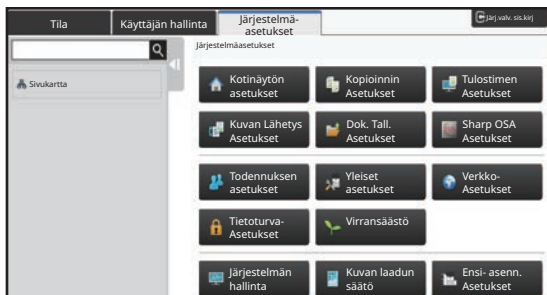 Tila
Käyttäjän hallinta
Järjestelmä-
asetukset
Järj.valv. sis.kirj
Järjestelmäasetukset
Sivukartta
Kotinäytön
asetukset
Kopioinnin
Asetukset
Tulostimen
Asetukset
Kuvan Lähetys
Asetukset
Dok. Tall.
Asetukset
Sharp OSA
Asetukset
Todennuksen
asetukset
Yleiset
asetukset
Verkko-
Asetukset
Tietoturva-
Asetukset
Virransäästö
Järjestelmän
hallinta
Kuvan laadun
säätö
Ensi- asenn.
Asetukset